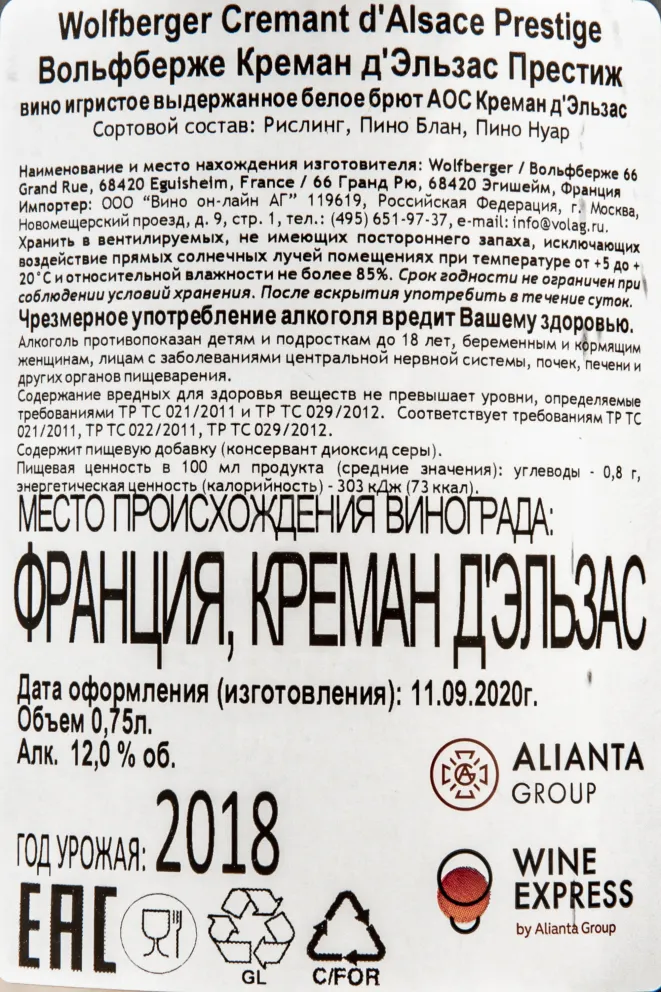 Wolfberger Cremant d'Alsace Prestige
Вольфберже Креман д'Эльзас Престиж
вино игристое выдержанное белое брют АОС Креман д'Эльзас
Сортовой состав: Рислинг, Пино Блан, Пино Нуар
Наименование и место нахождения изготовителя: Wolfberger / Вольфберже 66
Grand Rue, 68420 Eguisheim, France / 66 Гранд Рю, 68420 Эгишейм, Франция
Импортер: ООО "Вино он-лайн АГ" 119619, Российская Федерация, г. Москва,
Новомещерский проезд, д. 9, стр. 1, тел.: (495) 651-97-37, e-mail: info@volag.ru.
Хранить в вентилируемых, не имеющих постороннего запаха, исключающих
воздействие прямых солнечных лучей помещениях при температуре от +5 до +
20°С и относительной влажности не более 85%. Срок годности не ограничен при
соблюдении условий хранения. После вскрытия употребить в течение суток.
Чрезмерное употребление алкоголя вредит Вашему здоровью.
Алкоголь противопоказан детям и подросткам до 18 лет, беременным и кормящим
женщинам, лицам с заболеваниями центральной нервной системы, почек, печени и
других органов пищеварения.
Содержание вредных для здоровья веществ не превышает уровни, определяемые
требованиями ТР ТС 021/2011 и ТР ТС 029/2012. Соответствует требованиям ТР ТС
021/2011, ТР ТС 022/2011, ТР ТС 029/2012.
Содержит пищевую добавку (консервант диоксид серы).
Пищевая ценность в 100 мл продукта (средние значения): углеводы - 0,8 г,
энергетическая ценность (калорийность) - 303 кДж (73 ккал).
МЕСТО ПРОИСХОЖДЕНИЯ ВИНОГРАДА:
ФРАНЦИЯ, КРЕМАН Д'ЭЛЬЗАС
Дата оформления (изготовления): 11.09.2020г.
Объем 0,75л.
Алк. 12,0 % об.
ALIANTA
GROUP
ГОД УРОЖАЯ: 2018
WINE
EXPRESS
by Alianta Group
EAC
GL
C/FOR